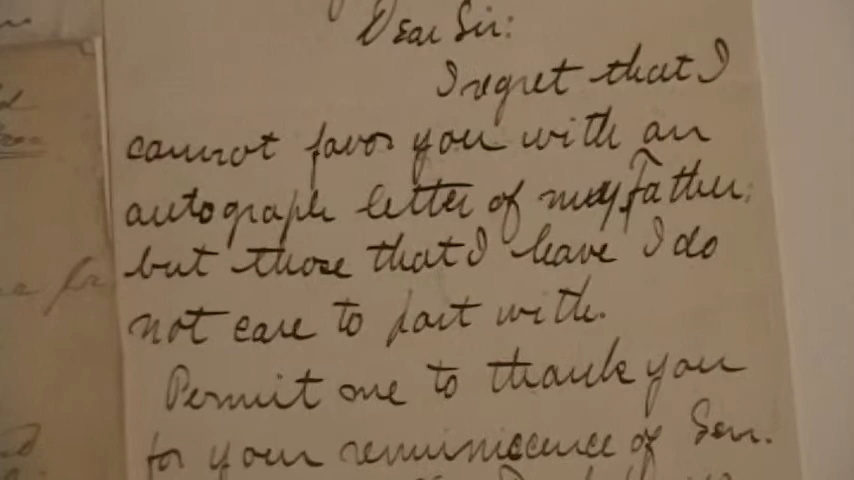 Dear Sir:
I regret that I
cannot favor you with an
autograph letter of my father;
but those that I have I do
not care to part with.
Permit me to thank you
for your reminiscence of Gen.